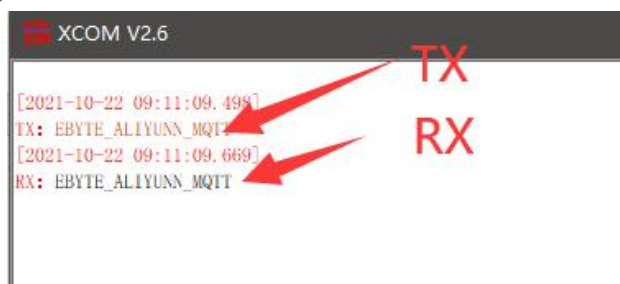 XCOM V2.6
TX
[2021-10-22 09:11:09.498]
TX: EBYTE_ALIYUNN_MQTT
RX
[2021-10-22 09:11:09.669]
RX: EBYTE_ALIYUNN_MQTT